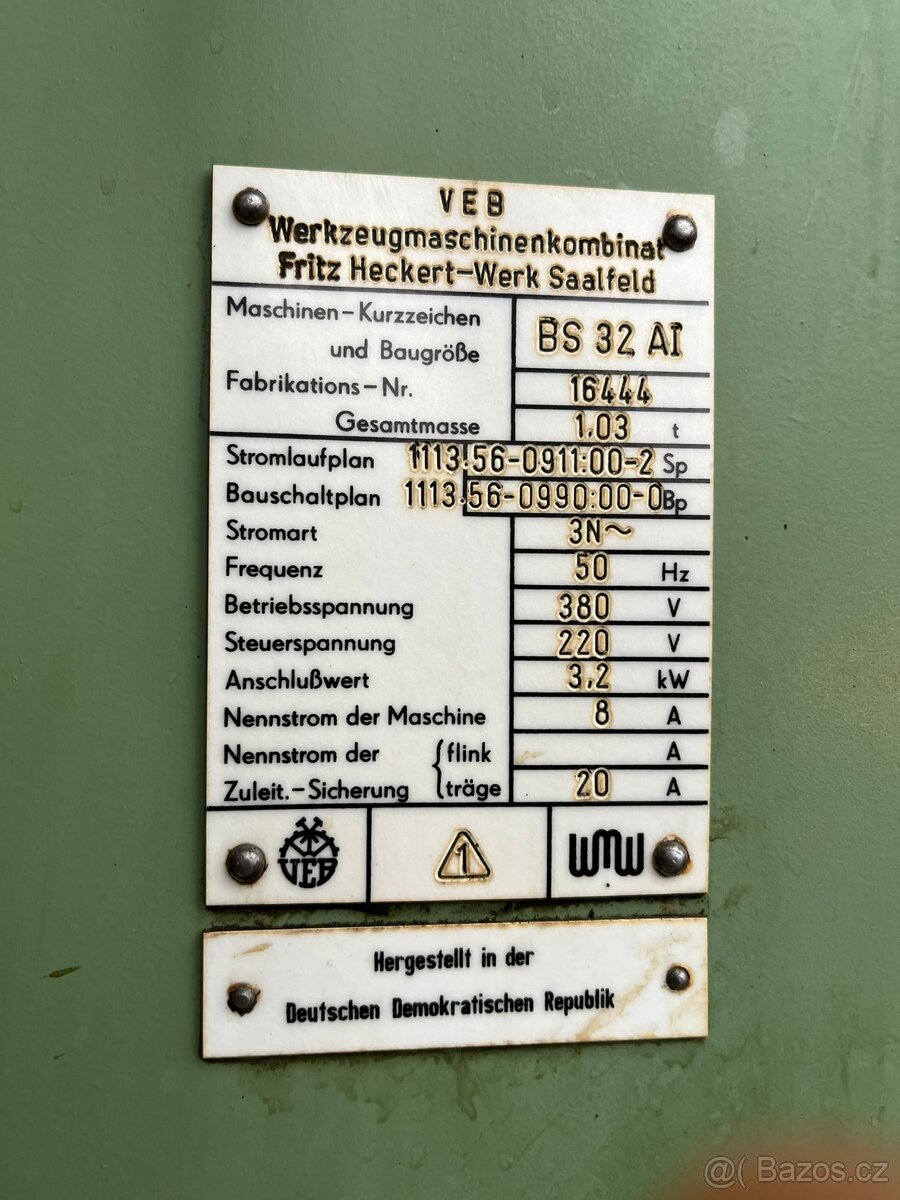 VEB
Werkzeugmaschinenkombinat
Fritz Heckert-Werk Saalfeld
Maschinen-Kurzzeichen
und Baugröße BS 32 AI
Fabrikations-Nr. 16444
Gesamtmasse 1,03 t
Stromlaufplan 1113.56-0911:00-2 Sp
Bauschaltplan 1113.56-0990:00-0 Bp
Stromart 3N~
Frequenz 50 Hz
Betriebsspannung 380 V
Steuerspannung 220 V
Anschlußwert 3,2 kW
Nennstrom der Maschine 8 A
Nennstrom der { flink A
Zuleit.-Sicherung { träge 20 A
VEB 1 WMW
Hergestellt in der
Deutschen Demokratischen Republik
@( Bazos.cz